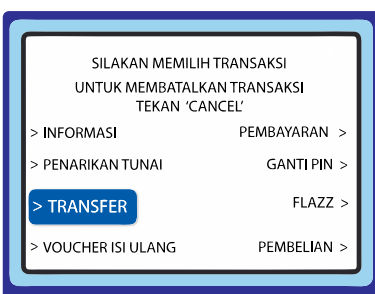 SILAKAN MEMILIH TRANSAKSI
UNTUK MEMBATALKAN TRANSAKSI
TEKAN 'CANCEL'
> INFORMASI PEMBAYARAN >
> PENARIKAN TUNAI GANTI PIN >
> TRANSFER FLAZZ >
> VOUCHER ISI ULANG PEMBELIAN >